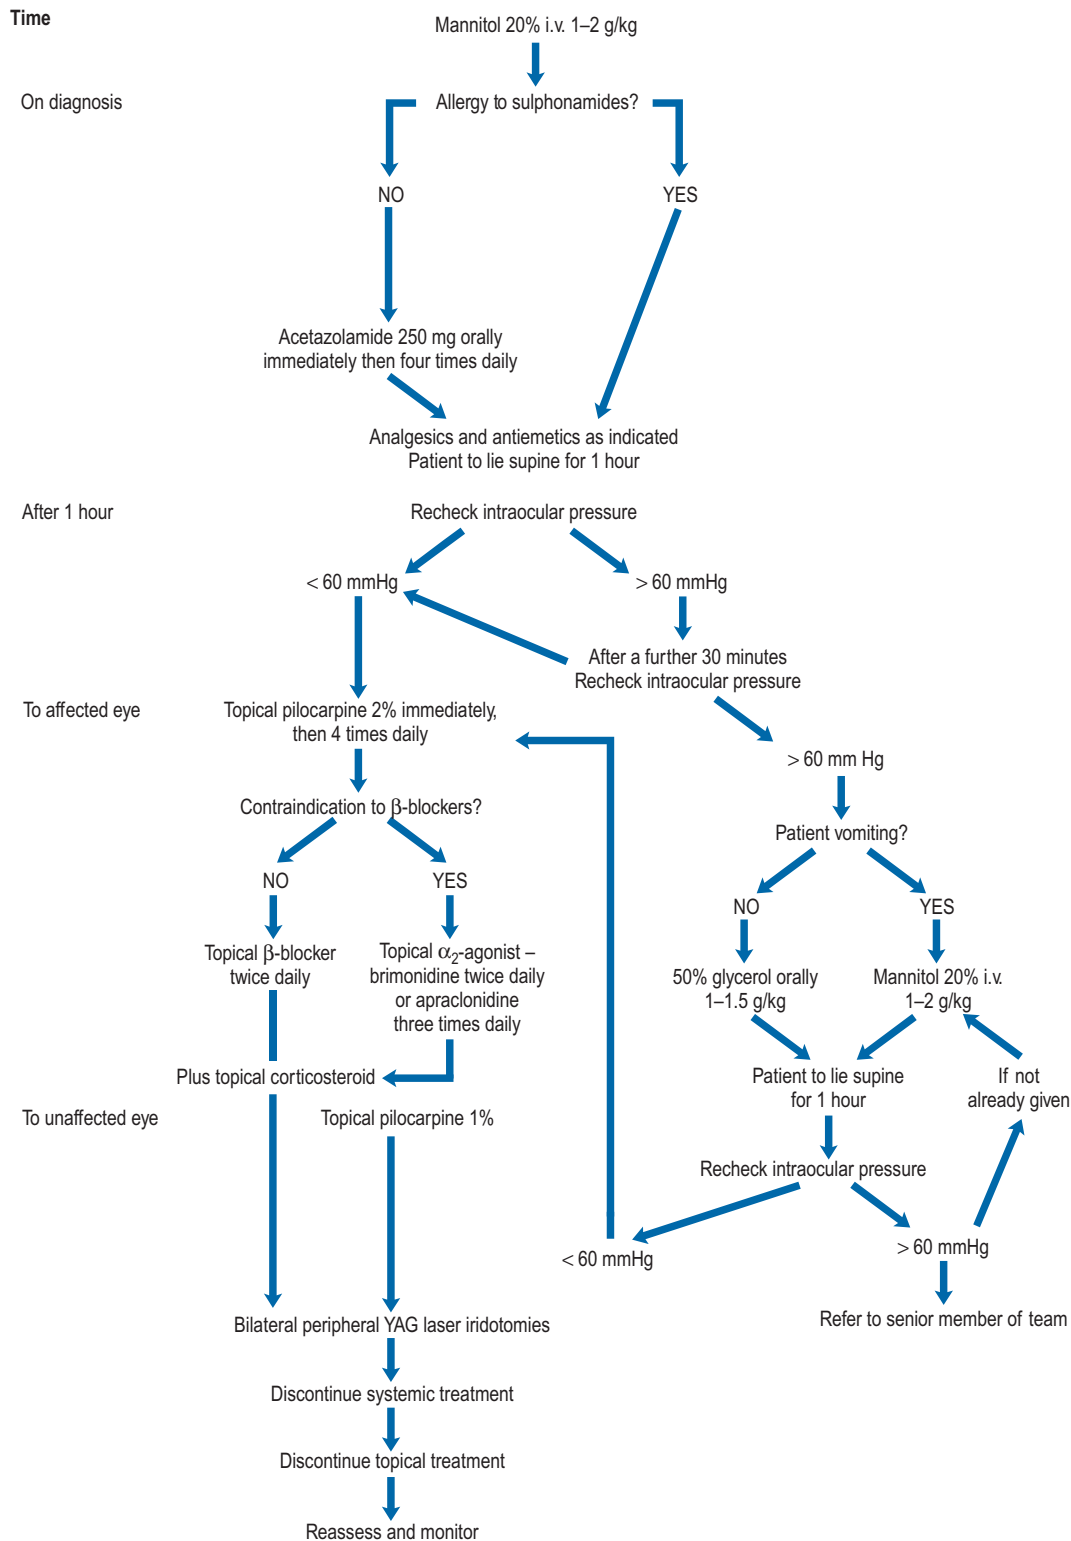 Time
Mannitol 20% i.v. 1–2 g/kg
On diagnosis
Allergy to sulphonamides?
NO
YES
Acetazolamide 250 mg orally
immediately then four times daily
Analgesics and antiemetics as indicated
Patient to lie supine for 1 hour
After 1 hour
Recheck intraocular pressure
< 60 mmHg
> 60 mmHg
After a further 30 minutes
Recheck intraocular pressure
To affected eye
Topical pilocarpine 2% immediately,
then 4 times daily
> 60 mm Hg
Contraindication to β-blockers?
Patient vomiting?
NO
YES
NO
YES
Topical β-blocker
twice daily
Topical α2-agonist –
brimonidine twice daily
or apraclonidine
three times daily
50% glycerol orally
1–1.5 g/kg
Mannitol 20% i.v.
1–2 g/kg
Plus topical corticosteroid
Patient to lie supine
for 1 hour
If not
already given
To unaffected eye
Topical pilocarpine 1%
Recheck intraocular pressure
< 60 mmHg
> 60 mmHg
Refer to senior member of team
Bilateral peripheral YAG laser iridotomies
Discontinue systemic treatment
Discontinue topical treatment
Reassess and monitor